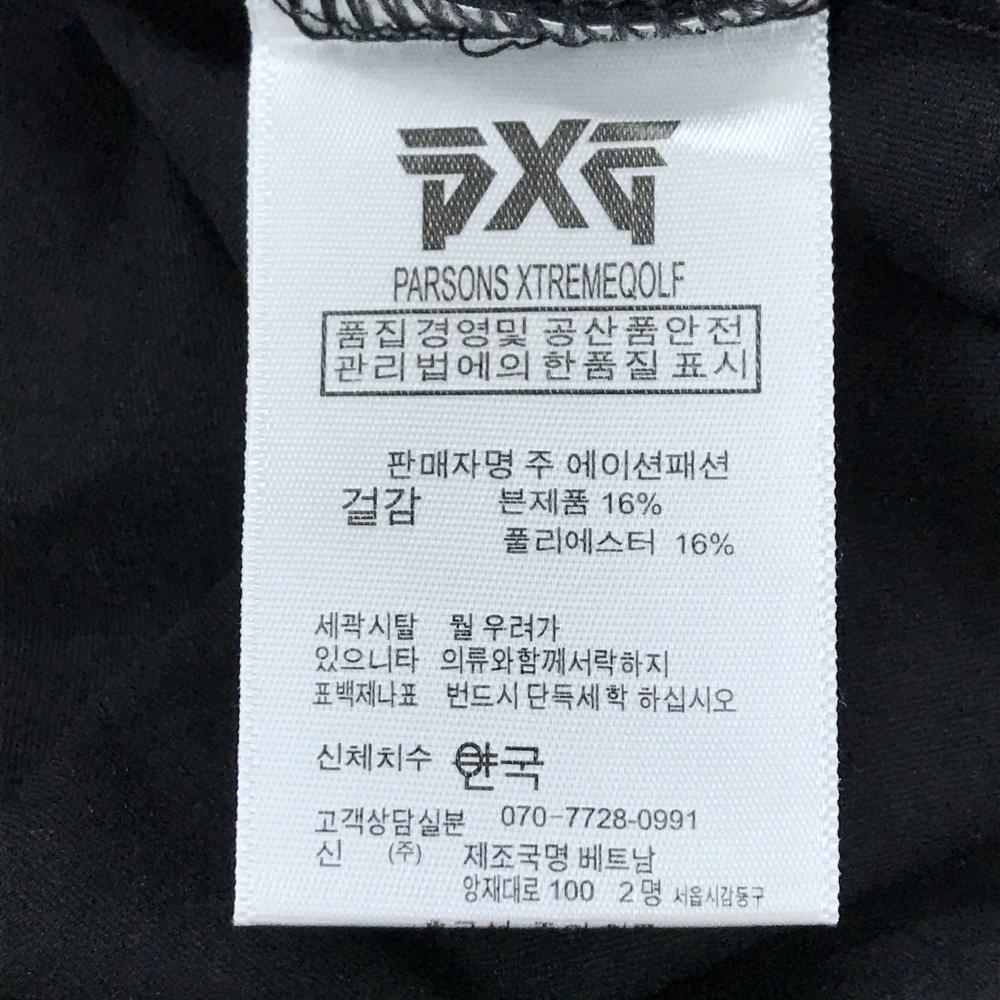 PXG
PARSONS XTREMEQOLF
품집경영및 공산품안전
관리법에의한품질표시
판매자명 주 에이션패션
걸감 본제품 16%
폴리에스터 16%
세곽시탈 뭘 우려가
있으니타 의류와함께서락하지
표백제나표 번드시단독세학 하십시오
신체치수 한국
고객상담실분 070-7728-0991
신 (주) 제조국명 베트남
앙재대로 100 2명 서옵시감동구